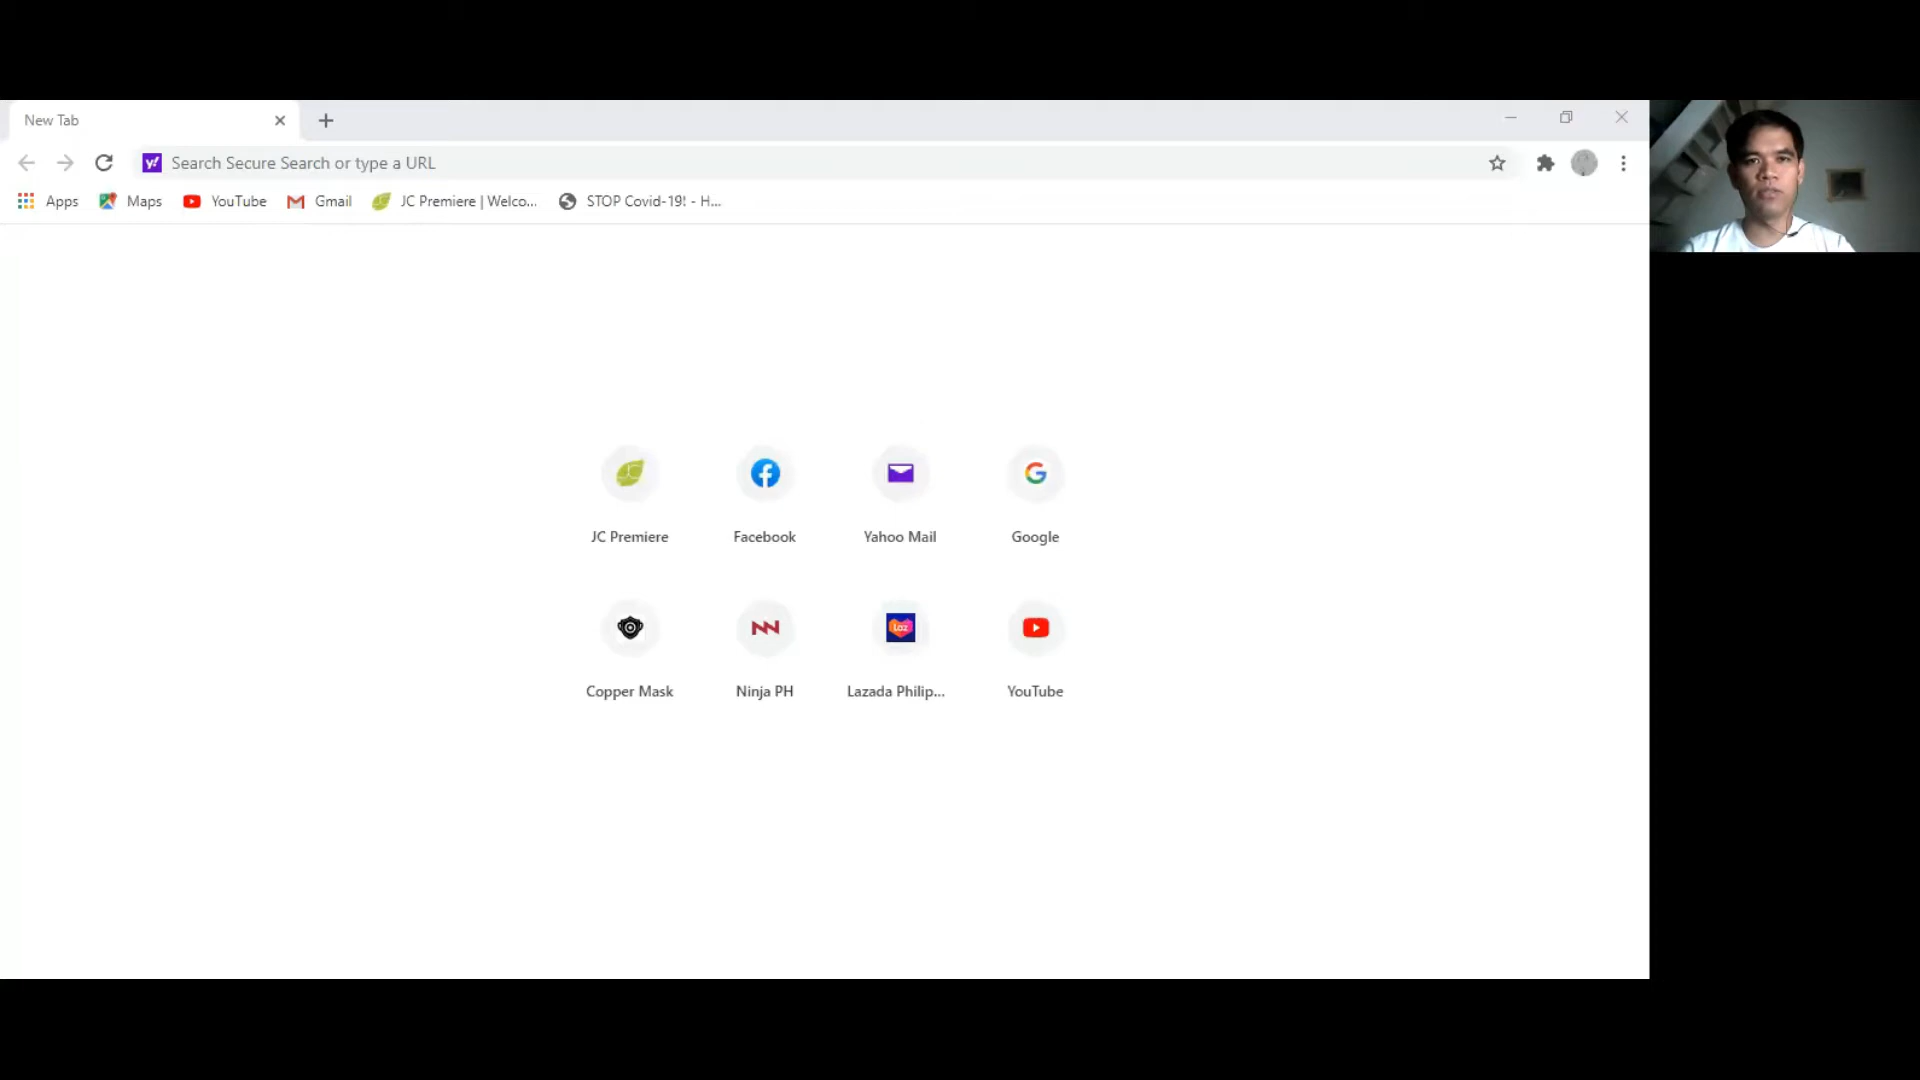 New Tab
Search Secure Search or type a URL
Apps Maps YouTube Gmail JC Premiere | Welco... STOP Covid-19! - H...
JC Premiere Facebook Yahoo Mail Google
Laz
Copper Mask Ninja PH Lazada Philip... YouTube